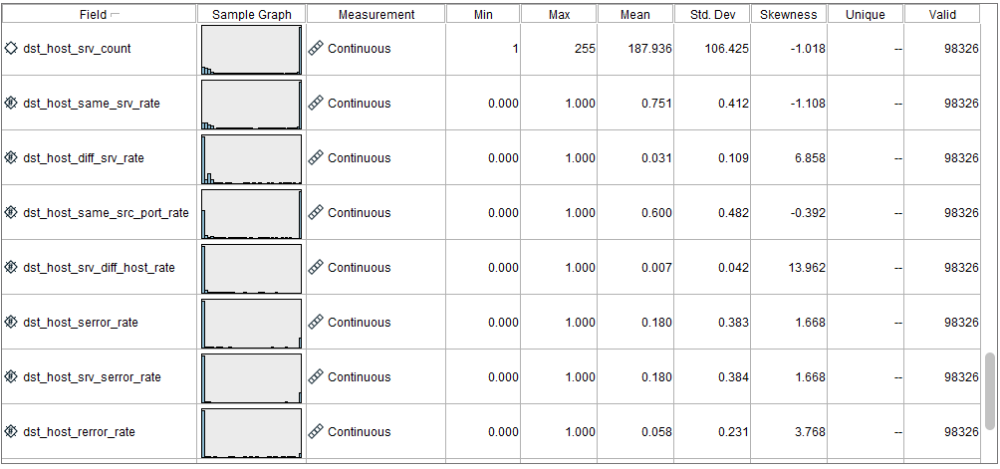 Field Sample Graph Measurement Min Max Mean Std. Dev Skewness Unique Valid
dst_host_srv_count Continuous 1 255 187.936 106.425 -1.018 -- 98326
dst_host_same_srv_rate Continuous 0.000 1.000 0.751 0.412 -1.108 -- 98326
dst_host_diff_srv_rate Continuous 0.000 1.000 0.031 0.109 6.858 -- 98326
dst_host_same_src_port_rate Continuous 0.000 1.000 0.600 0.482 -0.392 -- 98326
dst_host_srv_diff_host_rate Continuous 0.000 1.000 0.007 0.042 13.962 -- 98326
dst_host_serror_rate Continuous 0.000 1.000 0.180 0.383 1.668 -- 98326
dst_host_srv_serror_rate Continuous 0.000 1.000 0.180 0.384 1.668 -- 98326
dst_host_rerror_rate Continuous 0.000 1.000 0.058 0.231 3.768 -- 98326